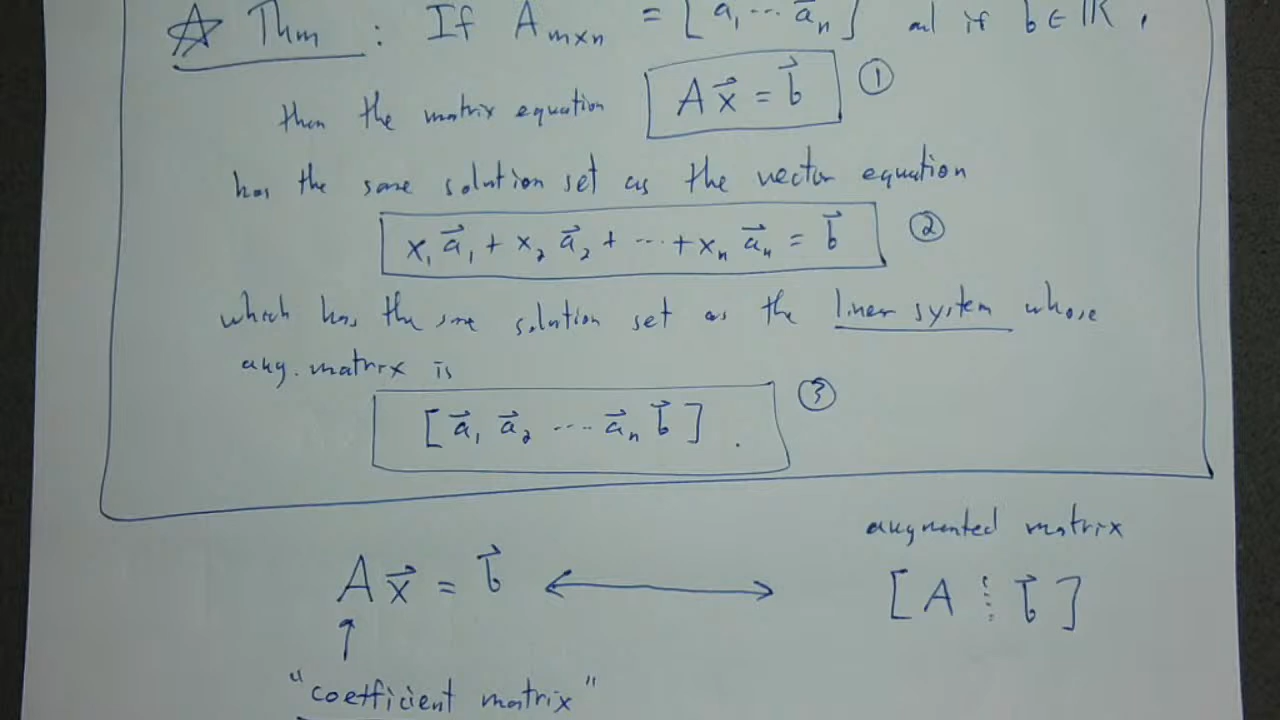 ☆ Thm : If Aₘₓₙ = [a₁ ··· a⃗ₙ] and if b ∈ ℝ ,
then the matrix equation A x⃗ = b⃗ ①
has the same solution set as the vector equation
x₁ a⃗₁ + x₂ a⃗₂ + ··· + xₙ a⃗ₙ = b⃗ ②
which has the same solution set as the linear system whose
aug. matrix is
[ a⃗₁ a⃗₂ ···· a⃗ₙ b⃗ ] . ③
augmented matrix
A x⃗ = b⃗ ⟷ [ A ⋮ b⃗ ]
↑
"coefficient matrix"